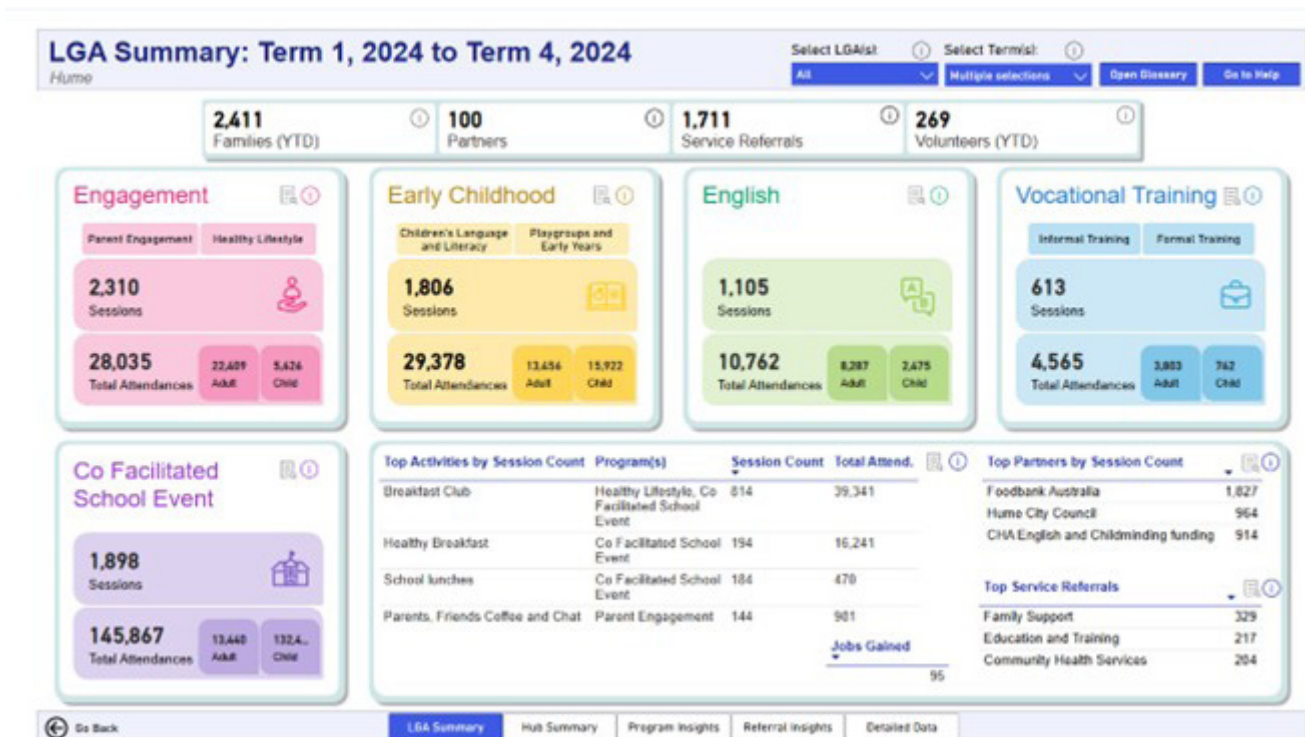 LGA Summary: Term 1, 2024 to Term 4, 2024
Hume
Select LGA(s):
All
Select Term(s):
Multiple selections
Open Glossary
Go to Help
2,411
Families (YTD)
100
Partners
1,711
Service Referrals
269
Volunteers (YTD)
Engagement
Parent Engagement
Healthy Lifestyle
2,310
Sessions
28,035
Total Attendances
22,409
Adult
5,626
Child
Early Childhood
Children's Language
and Literacy
Playgroups and
Early Years
1,806
Sessions
29,378
Total Attendances
13,456
Adult
15,922
Child
English
1,105
Sessions
10,762
Total Attendances
8,287
Adult
2,475
Child
Vocational Training
Informal Training
Formal Training
613
Sessions
4,565
Total Attendances
3,803
Adult
762
Child
Co Facilitated
School Event
1,898
Sessions
145,867
Total Attendances
13,440
Adult
132,4...
Child
Top Activities by Session Count Program(s) Session Count Total Attend.
Breakfast Club Healthy Lifestyle, Co 814 39,341
Facilitated School
Event
Healthy Breakfast Co Facilitated School 194 16,241
Event
School lunches Co Facilitated School 184 470
Event
Parents, Friends Coffee and Chat Parent Engagement 144 901
Jobs Gained
95
Top Partners by Session Count
Foodbank Australia 1,827
Hume City Council 964
CHA English and Childminding funding 914
Top Service Referrals
Family Support 329
Education and Training 217
Community Health Services 204
Go Back
LGA Summary
Hub Summary
Program Insights
Referral Insights
Detailed Data